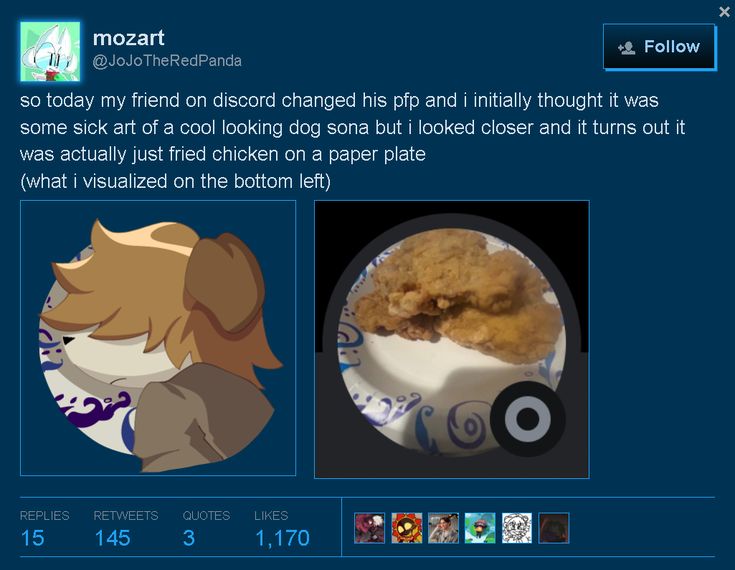 mozart
@JoJoTheRedPanda
Follow
so today my friend on discord changed his pfp and i initially thought it was
some sick art of a cool looking dog sona but i looked closer and it turns out it
was actually just fried chicken on a paper plate
(what i visualized on the bottom left)
REPLIES RETWEETS QUOTES LIKES
15 145 3 1,170